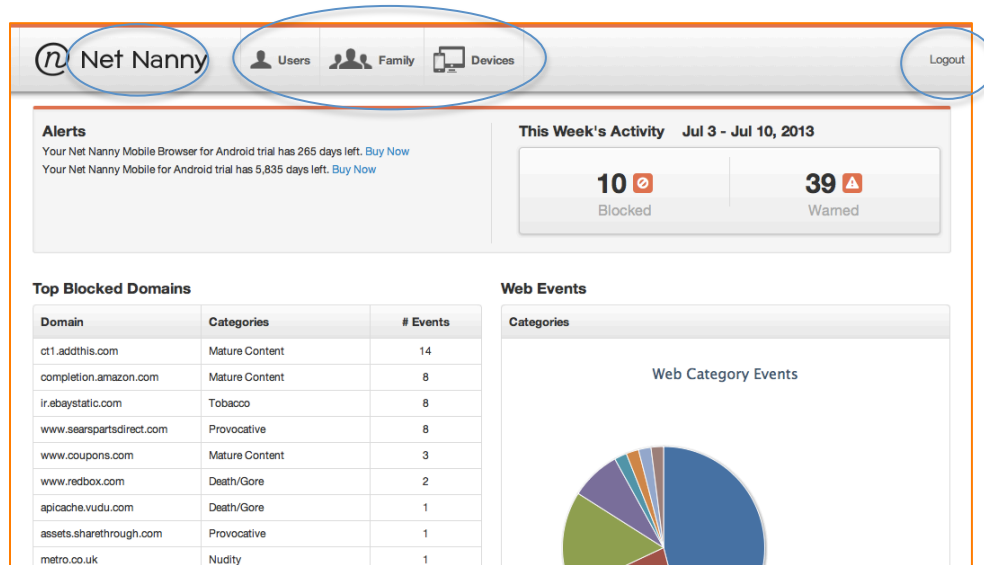 Net Nanny Users Family Devices Logout
Alerts
Your Net Nanny Mobile Browser for Android trial has 265 days left. Buy Now
Your Net Nanny Mobile for Android trial has 5,835 days left. Buy Now
This Week's Activity Jul 3 - Jul 10, 2013
10 39
Blocked Warned
Top Blocked Domains
Domain Categories # Events
ct1.addthis.com Mature Content 14
completion.amazon.com Mature Content 8
ir.ebaystatic.com Tobacco 8
www.searspartsdirect.com Provocative 8
www.coupons.com Mature Content 3
www.redbox.com Death/Gore 2
apicache.vudu.com Death/Gore 1
assets.sharethrough.com Provocative 1
metro.co.uk Nudity 1
Web Events
Categories
Web Category Events